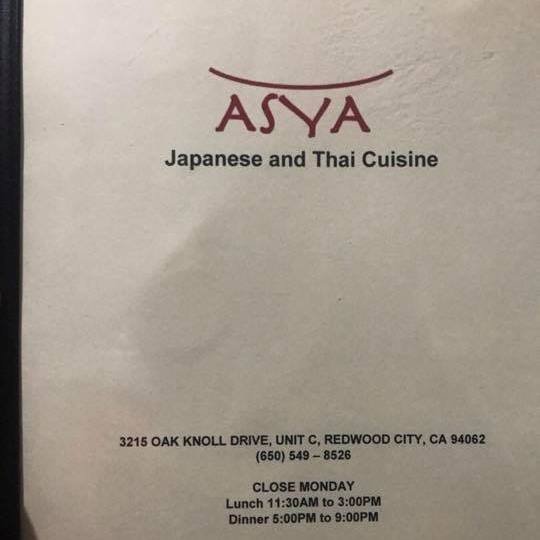 ASYA
Japanese and Thai Cuisine
3215 OAK KNOLL DRIVE, UNIT C, REDWOOD CITY, CA 94062
(650) 549 – 8526
CLOSE MONDAY
Lunch 11:30AM to 3:00PM
Dinner 5:00PM to 9:00PM